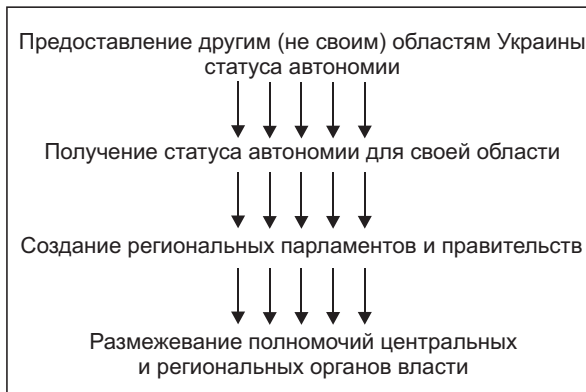 Предоставление другим (не своим) областям Украины
статуса автономии
Получение статуса автономии для своей области
Создание региональных парламентов и правительств
Размежевание полномочий центральных
и региональных органов власти